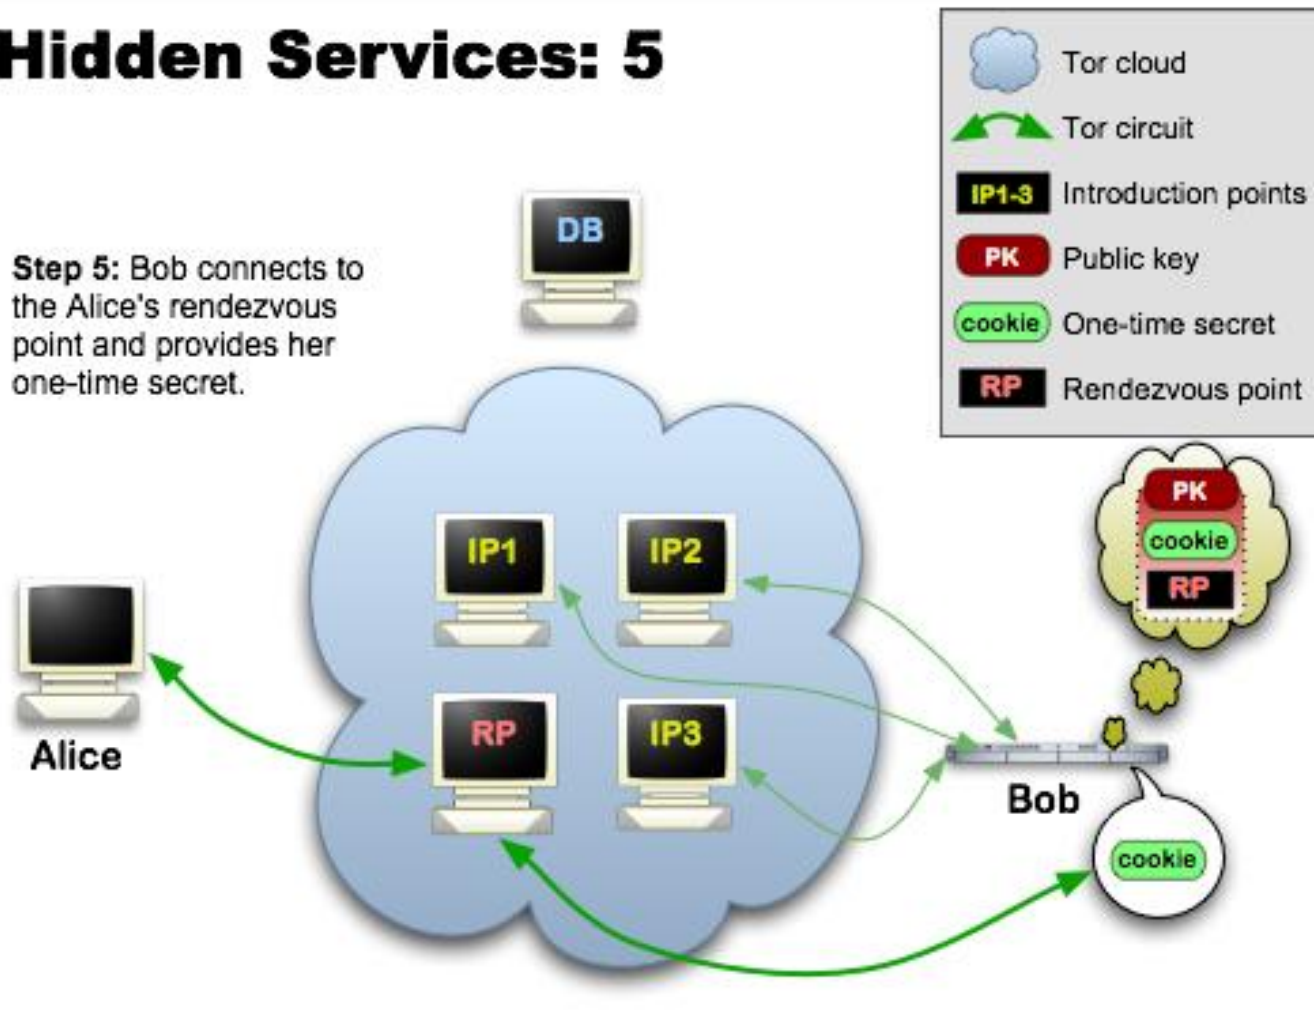 Hidden Services: 5
Tor cloud
Tor circuit
IP1-3 Introduction points
PK Public key
cookie One-time secret
RP Rendezvous point
Step 5: Bob connects to
the Alice's rendezvous
point and provides her
one-time secret.
DB
PK
cookie
RP
IP1
IP2
Alice
RP
IP3
Bob
cookie